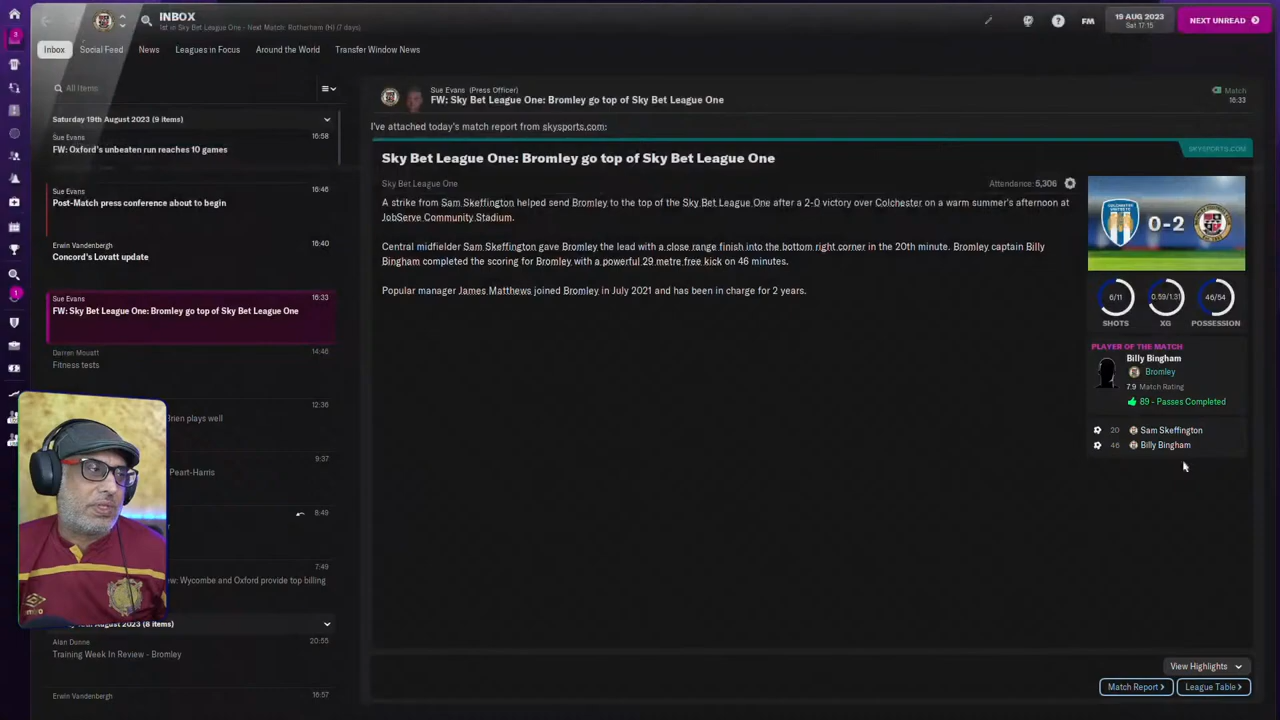 INBOX
1st in Sky Bet League One - Next Match: Rotherham (H) (7 days)
FM
19 AUG 2023
Sat 17:15
NEXT UNREAD
3
Inbox
Social Feed
News
Leagues in Focus
Around the World
Transfer Window News
All Items
Saturday 19th August 2023 (9 items)
Sue Evans
16:58
FW: Oxford's unbeaten run reaches 10 games
Sue Evans
16:46
Post-Match press conference about to begin
Erwin Vandenbergh
16:40
Concord's Lovatt update
Sue Evans
16:33
FW: Sky Bet League One: Bromley go top of Sky Bet League One
Darren Mouatt
14:46
Fitness tests
12:36
Brien plays well
9:37
Peart-Harris
8:49
7:49
Wycombe and Oxford provide top billing
August 2023 (8 items)
Alan Dunne
20:55
Training Week In Review - Bromley
Erwin Vandenbergh
16:57
1
Sue Evans (Press Officer)
FW: Sky Bet League One: Bromley go top of Sky Bet League One
Match
16:33
I've attached today's match report from skysports.com:
SKYSPORTS.COM
Sky Bet League One: Bromley go top of Sky Bet League One
Sky Bet League One
Attendance: 5,306
A strike from Sam Skeffington helped send Bromley to the top of the Sky Bet League One after a 2-0 victory over Colchester on a warm summer's afternoon at
JobServe Community Stadium.
Central midfielder Sam Skeffington gave Bromley the lead with a close range finish into the bottom right corner in the 20th minute. Bromley captain Billy
Bingham completed the scoring for Bromley with a powerful 29 metre free kick on 46 minutes.
Popular manager James Matthews joined Bromley in July 2021 and has been in charge for 2 years.
0-2
6/11
0.59/1.31
46/54
SHOTS
XG
POSSESSION
PLAYER OF THE MATCH
Billy Bingham
Bromley
7.9 Match Rating
89 - Passes Completed
20 Sam Skeffington
46 Billy Bingham
View Highlights
Match Report
League Table